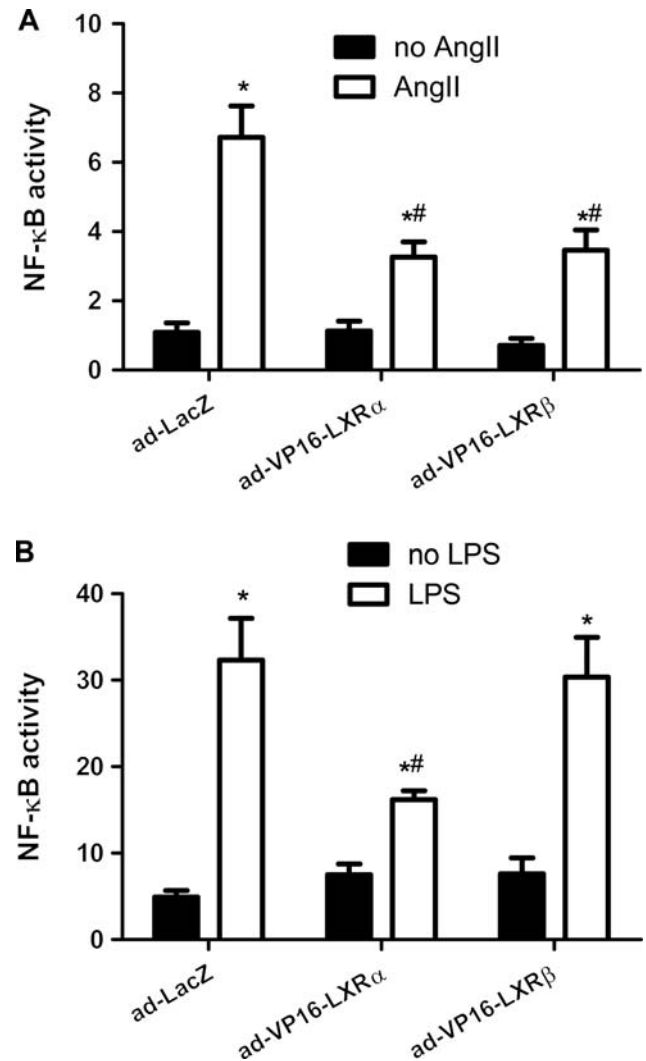 A
10
8
6
4
2
0
NF-κB activity
no AngII
AngII
*
*#
*#
ad-LacZ
ad-VP16-LXRα
ad-VP16-LXRβ
B
40
30
20
10
0
NF-κB activity
no LPS
LPS
*
*#
*
ad-LacZ
ad-VP16-LXRα
ad-VP16-LXRβ